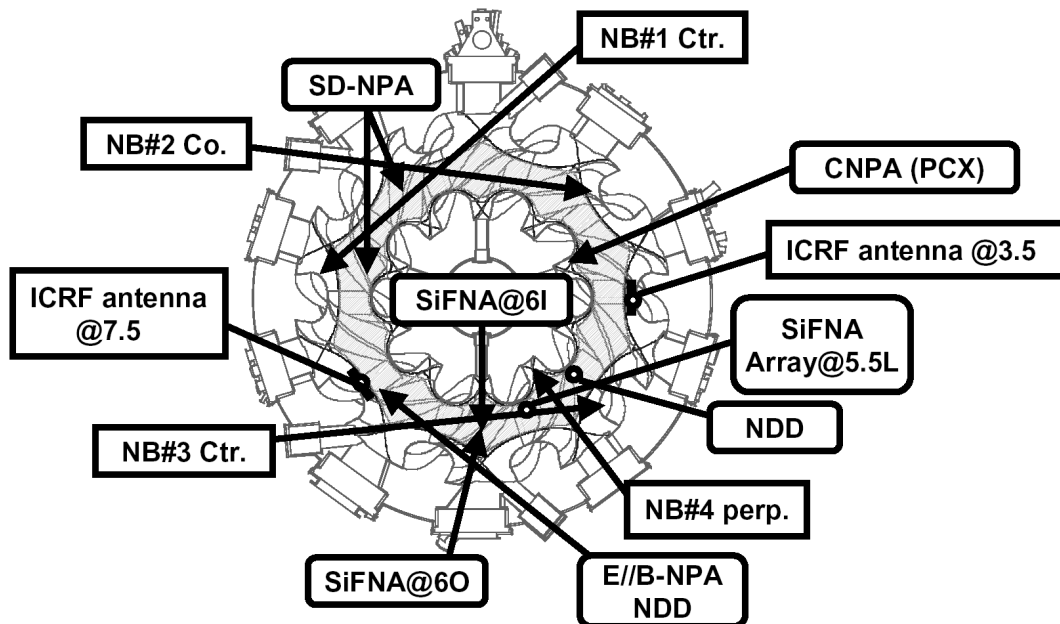 NB#1 Ctr.
SD-NPA
NB#2 Co.
CNPA (PCX)
ICRF antenna @3.5
ICRF antenna
@7.5
SiFNA@6I
SiFNA
Array@5.5L
NDD
NB#3 Ctr.
NB#4 perp.
SiFNA@6O
E//B-NPA
NDD